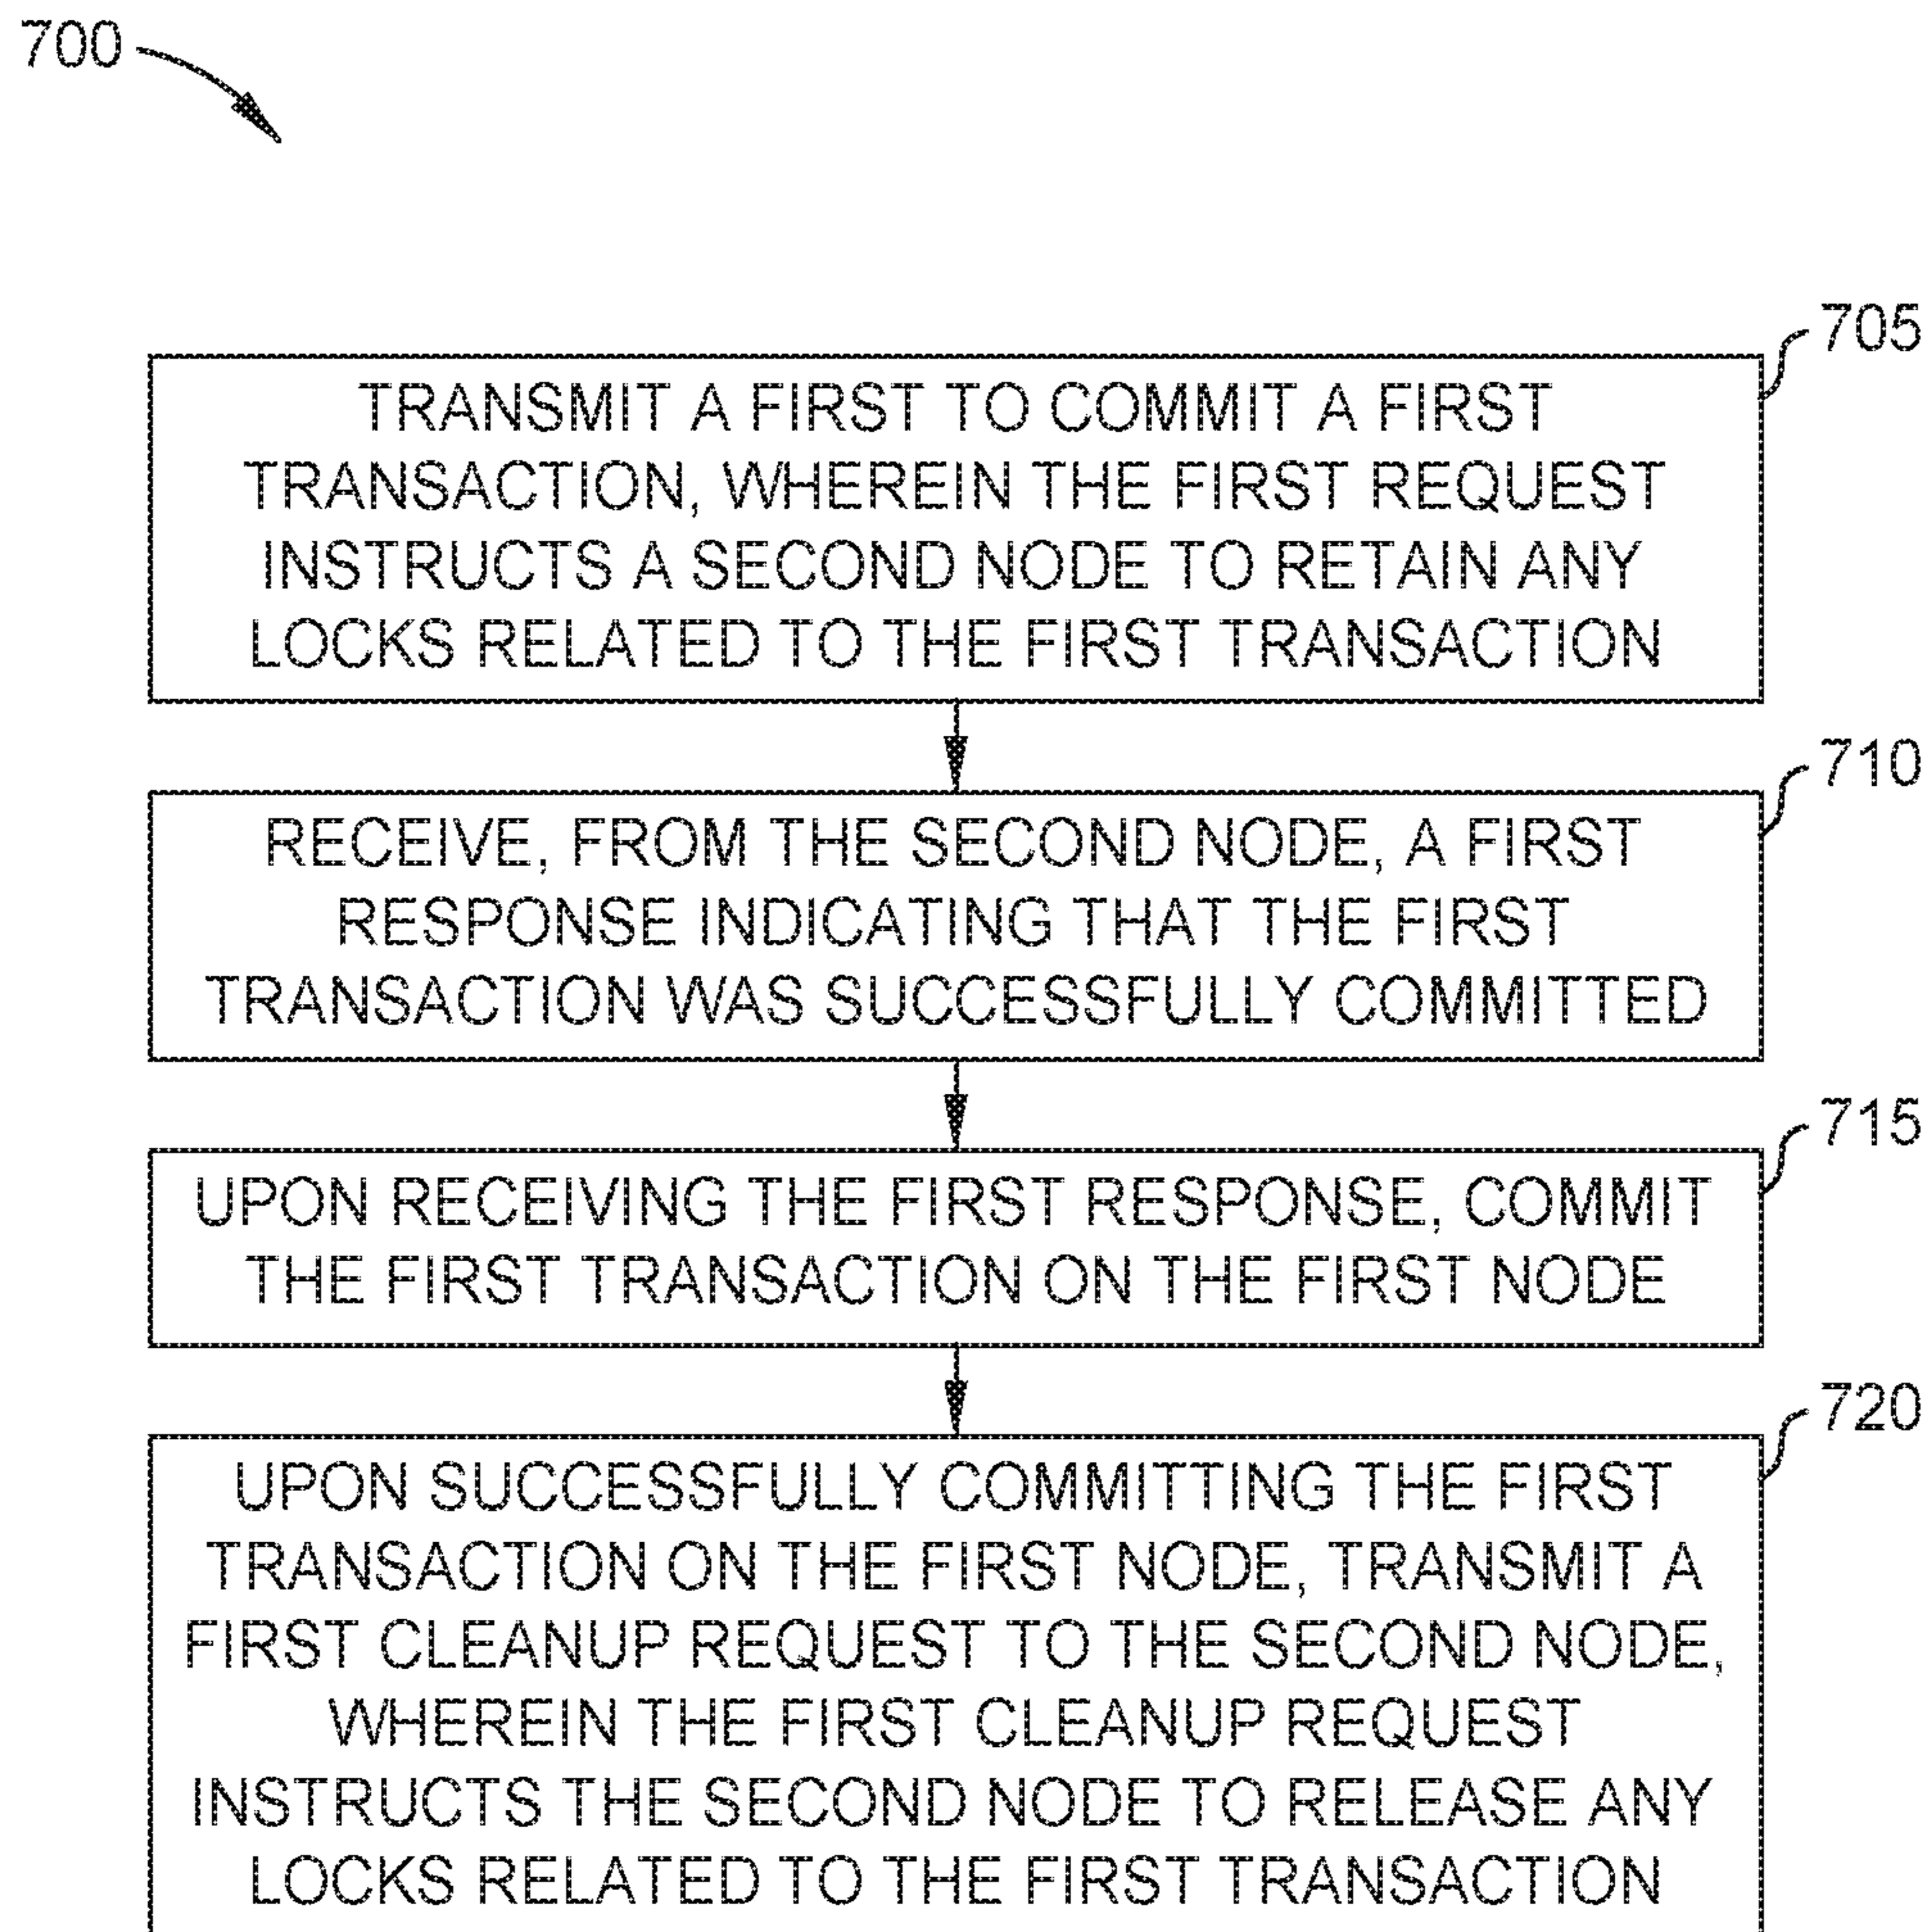 700
705
TRANSMIT A FIRST TO COMMIT A FIRST
TRANSACTION, WHEREIN THE FIRST REQUEST
INSTRUCTS A SECOND NODE TO RETAIN ANY
LOCKS RELATED TO THE FIRST TRANSACTION
710
RECEIVE, FROM THE SECOND NODE, A FIRST
RESPONSE INDICATING THAT THE FIRST
TRANSACTION WAS SUCCESSFULLY COMMITTED
715
UPON RECEIVING THE FIRST RESPONSE, COMMIT
THE FIRST TRANSACTION ON THE FIRST NODE
720
UPON SUCCESSFULLY COMMITTING THE FIRST
TRANSACTION ON THE FIRST NODE, TRANSMIT A
FIRST CLEANUP REQUEST TO THE SECOND NODE,
WHEREIN THE FIRST CLEANUP REQUEST
INSTRUCTS THE SECOND NODE TO RELEASE ANY
LOCKS RELATED TO THE FIRST TRANSACTION